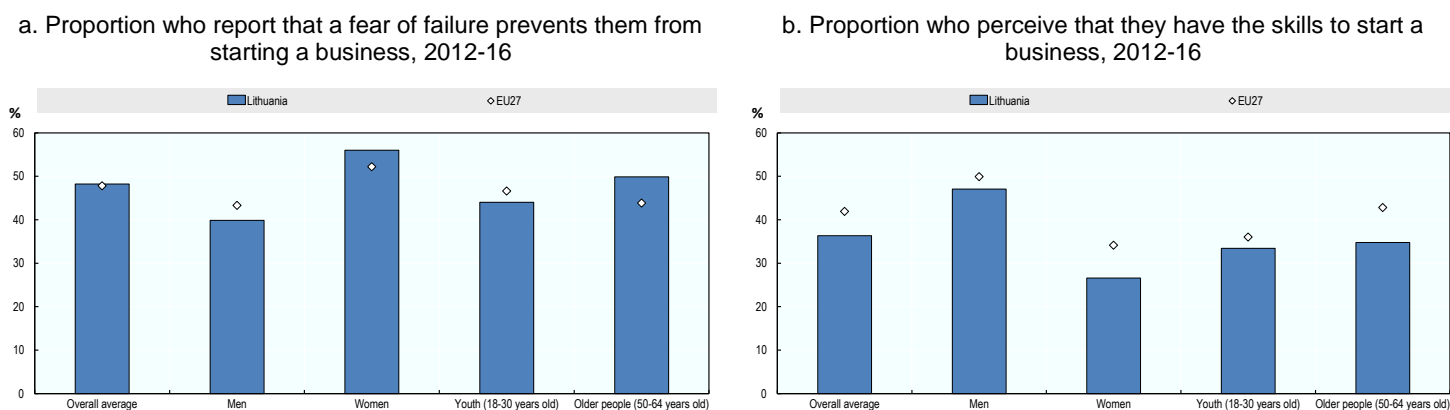 a. Proportion who report that a fear of failure prevents them from
starting a business, 2012-16
Lithuania EU27
%
60
50
40
30
20
10
0
Overall average Men Women Youth (18-30 years old) Older people (50-64 years old)
b. Proportion who perceive that they have the skills to start a
business, 2012-16
Lithuania EU27
%
60
50
40
30
20
10
0
Overall average Men Women Youth (18-30 years old) Older people (50-64 years old)